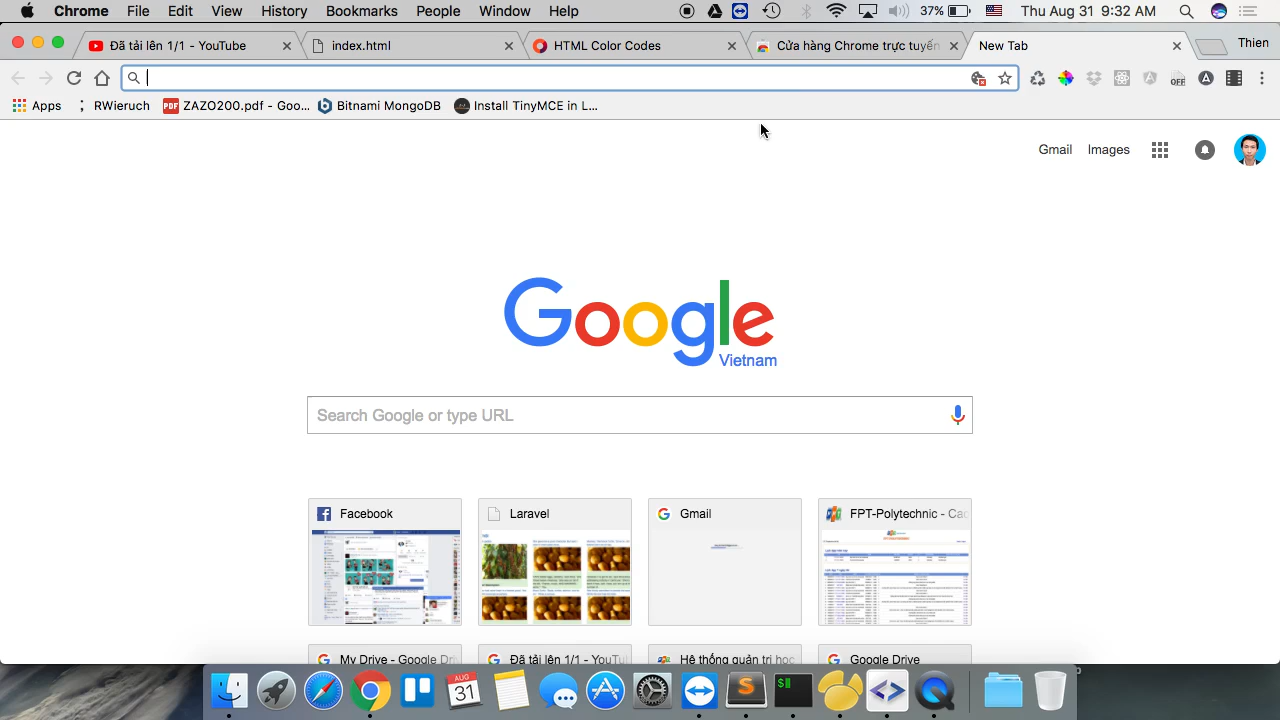 Chrome File Edit View History Bookmarks People Window Help 37% Thu Aug 31 9:32 AM
Đã tải lên 1/1 - YouTube index.html HTML Color Codes Cửa hàng Chrome trực tuyến New Tab Thien
Apps RWieruch ZAZO200.pdf - Goo... Bitnami MongoDB Install TinyMCE in L...
Gmail Images
Google
Vietnam
Search Google or type URL
Facebook Laravel Gmail FPT-Polytechnic - Cao
My Drive - Google Dri Đã tải lên 1/1 - YouTu Hệ thống quản trị học Google Drive
AUG
31